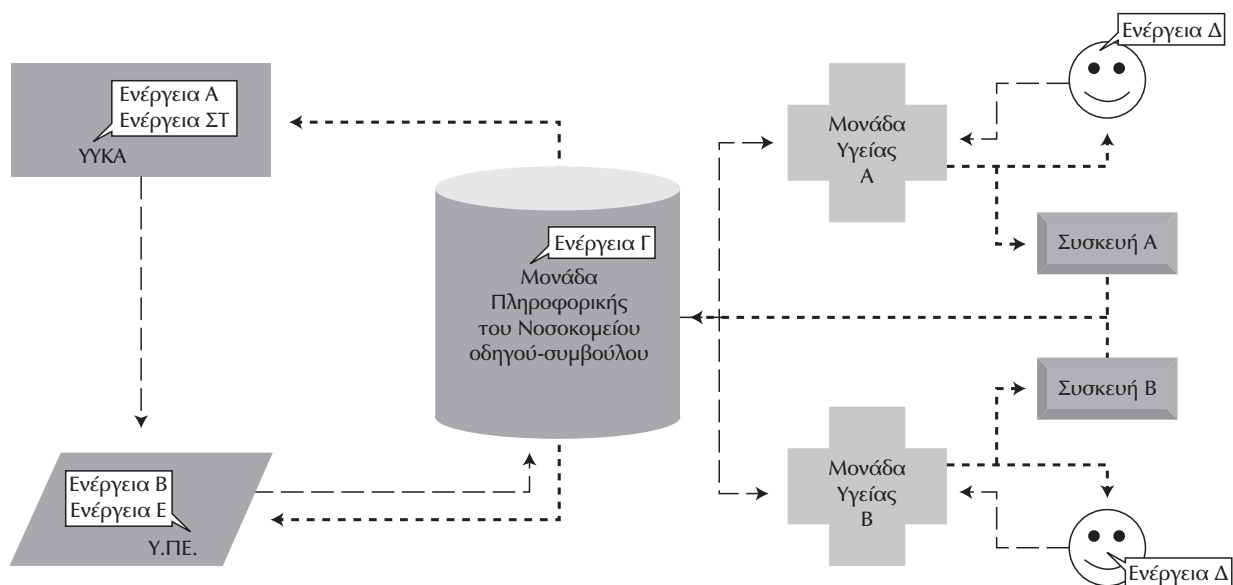 Ενέργεια Δ
Ενέργεια Α
Ενέργεια ΣΤ
ΥΥΚΑ
Μονάδα
Υγείας
Α
Ενέργεια Γ
Μονάδα
Πληροφορικής
του Νοσοκομείου
οδηγού-συμβούλου
Συσκευή Α
Συσκευή Β
Ενέργεια Β
Ενέργεια Ε
Υ.ΠΕ.
Μονάδα
Υγείας
Β
Ενέργεια Δ